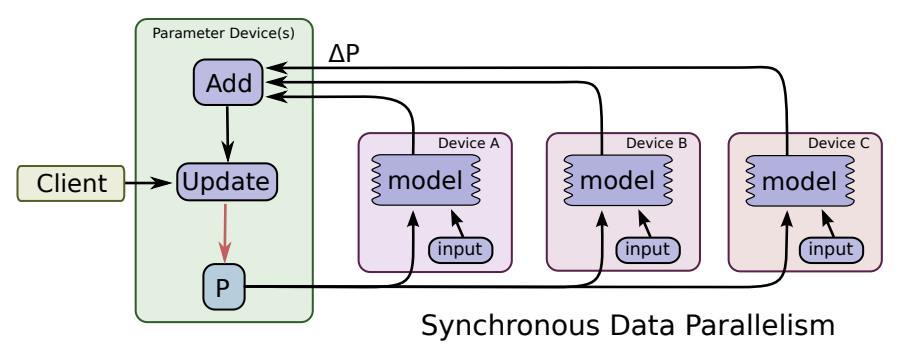 Parameter Device(s)
ΔP
Add
Device A
Device B
Device C
Client
Update
model
model
model
input
input
input
P
Synchronous Data Parallelism